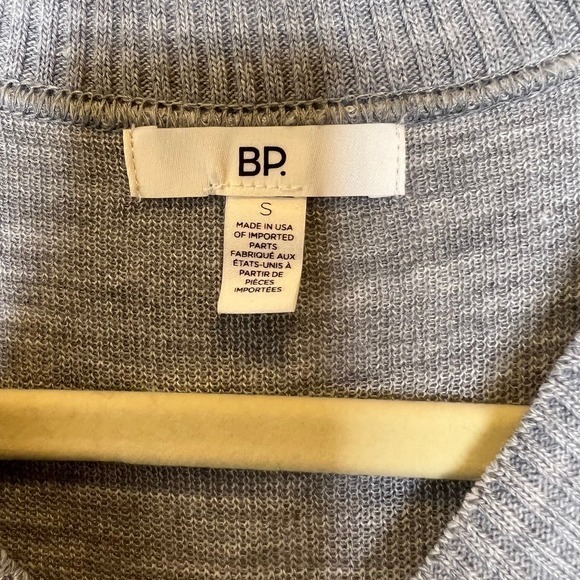 BP.
S
MADE IN USA
OF IMPORTED
PARTS
FABRIQUÉ AUX
ÉTATS-UNIS À
PARTIR DE
PIÈCES
IMPORTÉES